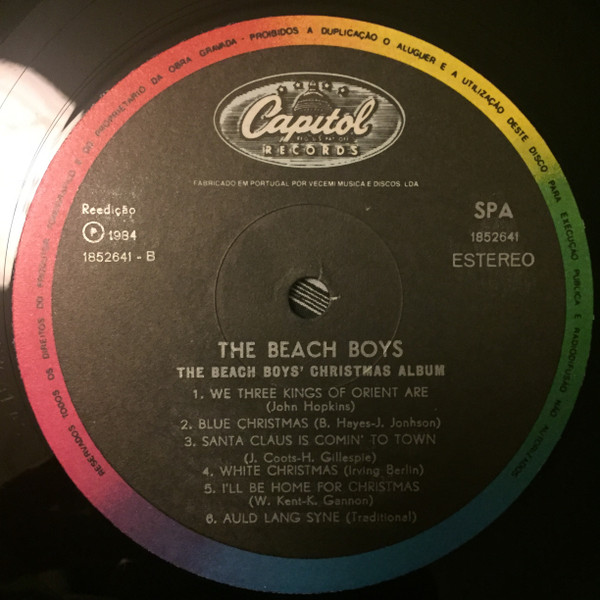 RESERVADOS TODOS OS DIREITOS DO PRODUTOR FONOGRÁFICO E DO PROPRIETARIO DA OBRA GRAVADA - PROIBIDOS A DUPLICAÇÃO O ALUGUER E A UTILIZAÇÃO DESTE DISCO PARA EXECUÇÃO PUBLICA E RADIODIFUSÃO NÃO AUTORIZADOS
Capitol
RECORDS
FABRICADO EM PORTUGAL POR VECEMI MUSICA E DISCOS, LDA
Reedição
SPA
Ⓟ 1984
1852641
1852641 - B
ESTEREO
THE BEACH BOYS
THE BEACH BOYS' CHRISTMAS ALBUM
1. WE THREE KINGS OF ORIENT ARE
(John Hopkins)
2. BLUE CHRISTMAS (B. Hayes-J. Jonhson)
3. SANTA CLAUS IS COMIN' TO TOWN
(J. Coots-H. Gillespie)
4. WHITE CHRISTMAS (Irving Berlin)
5. I'LL BE HOME FOR CHRISTMAS
(W. Kent-K. Gannon)
6. AULD LANG SYNE (Traditional)